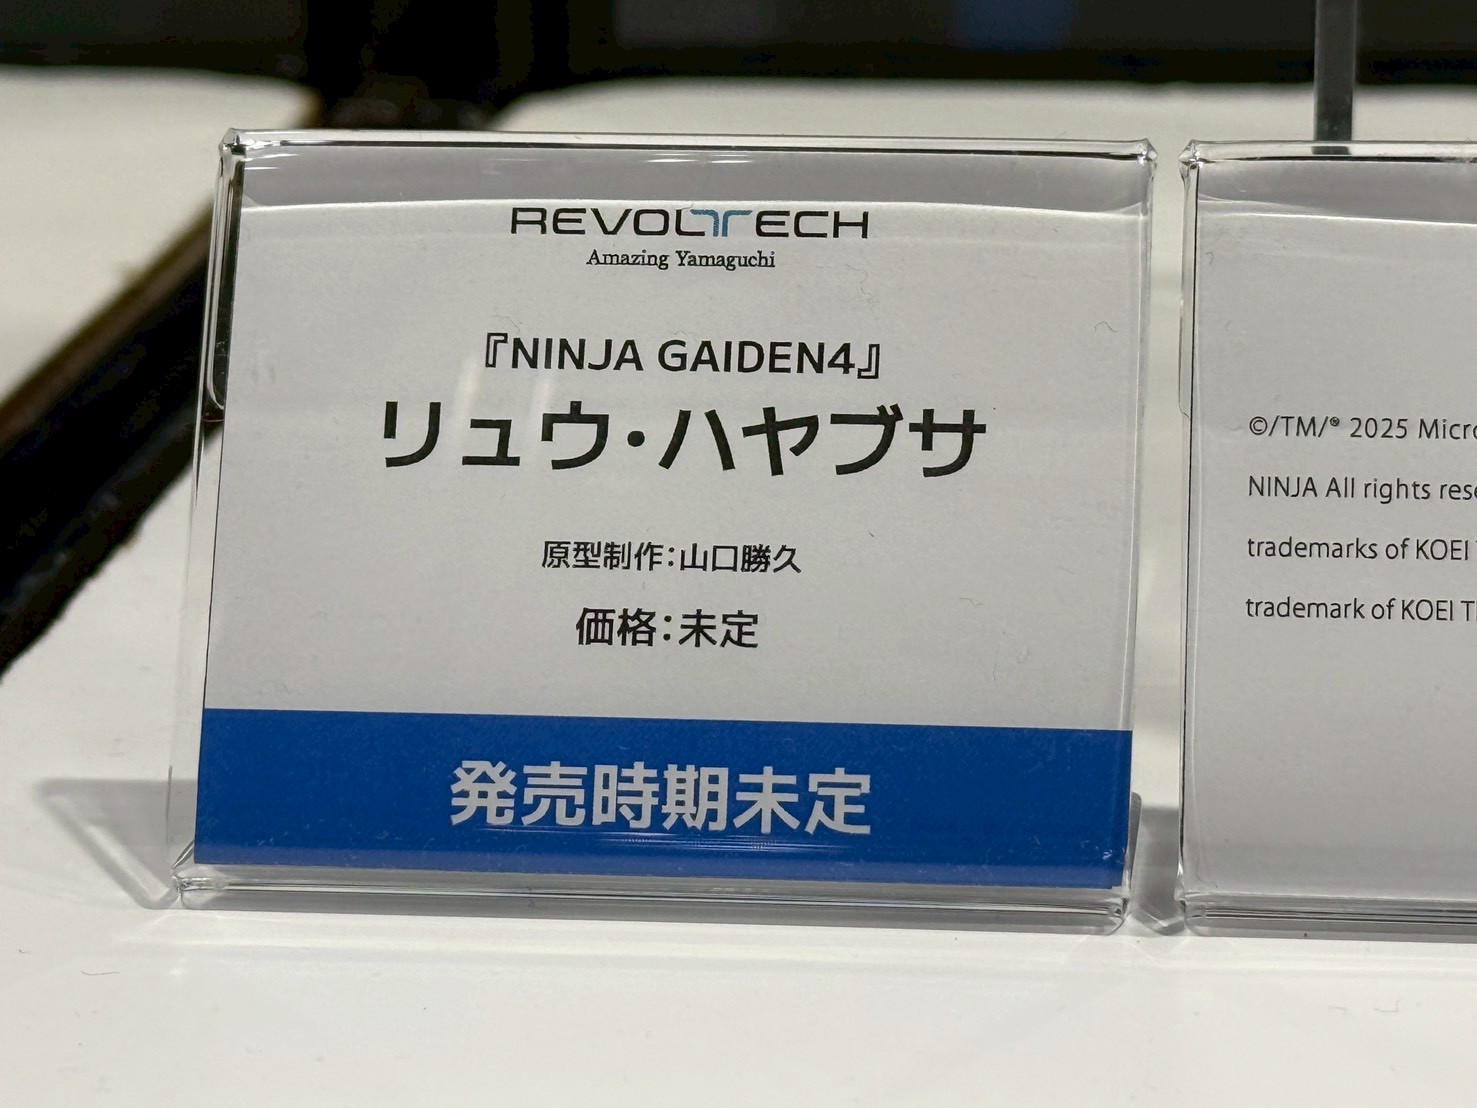 REVOLTECH
Amazing Yamaguchi
『NINJA GAIDEN4』
リュウ・ハヤブサ
原型制作：山口勝久
価格：未定
発売時期未定
©/TM/® 2025 Micro
NINJA All rights rese
trademarks of KOEI
trademark of KOEI